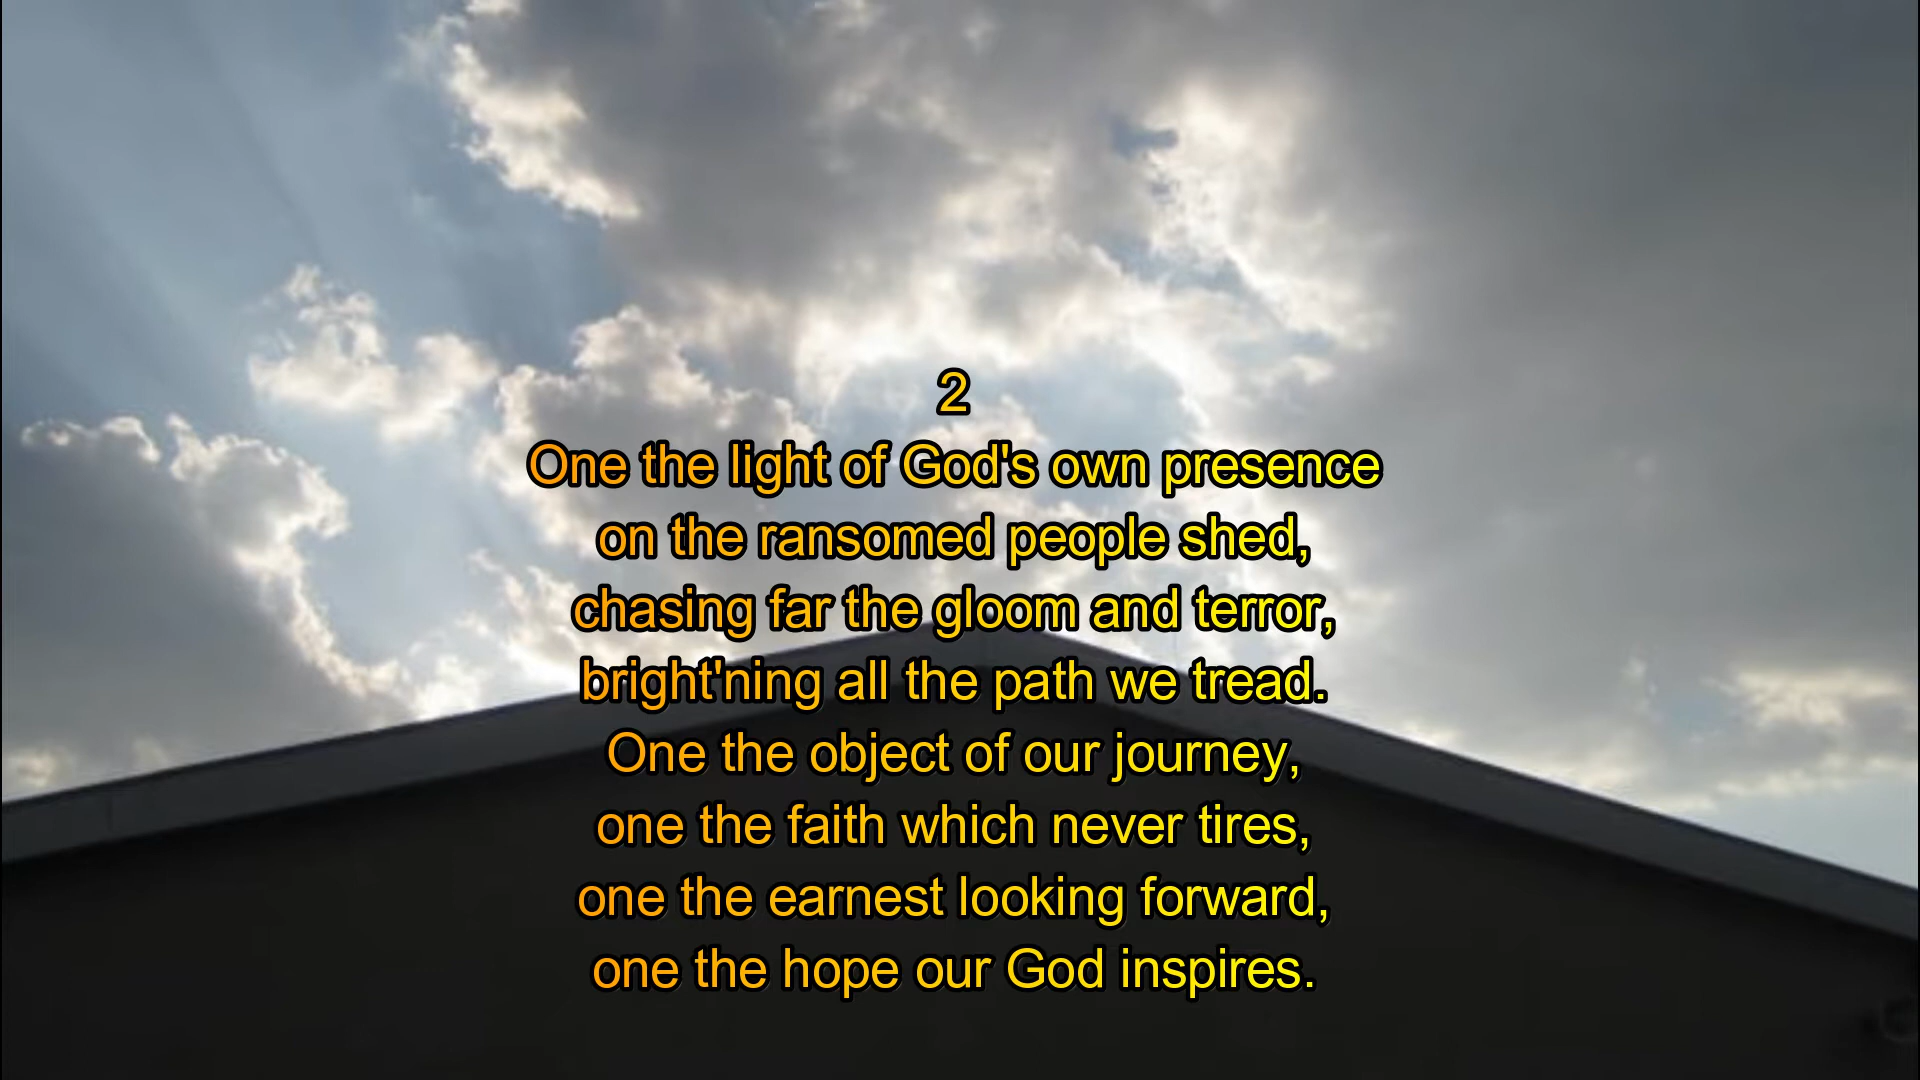 2
One the light of God's own presence
on the ransomed people shed,
chasing far the gloom and terror,
bright'ning all the path we tread.
One the object of our journey,
one the faith which never tires,
one the earnest looking forward,
one the hope our God inspires.